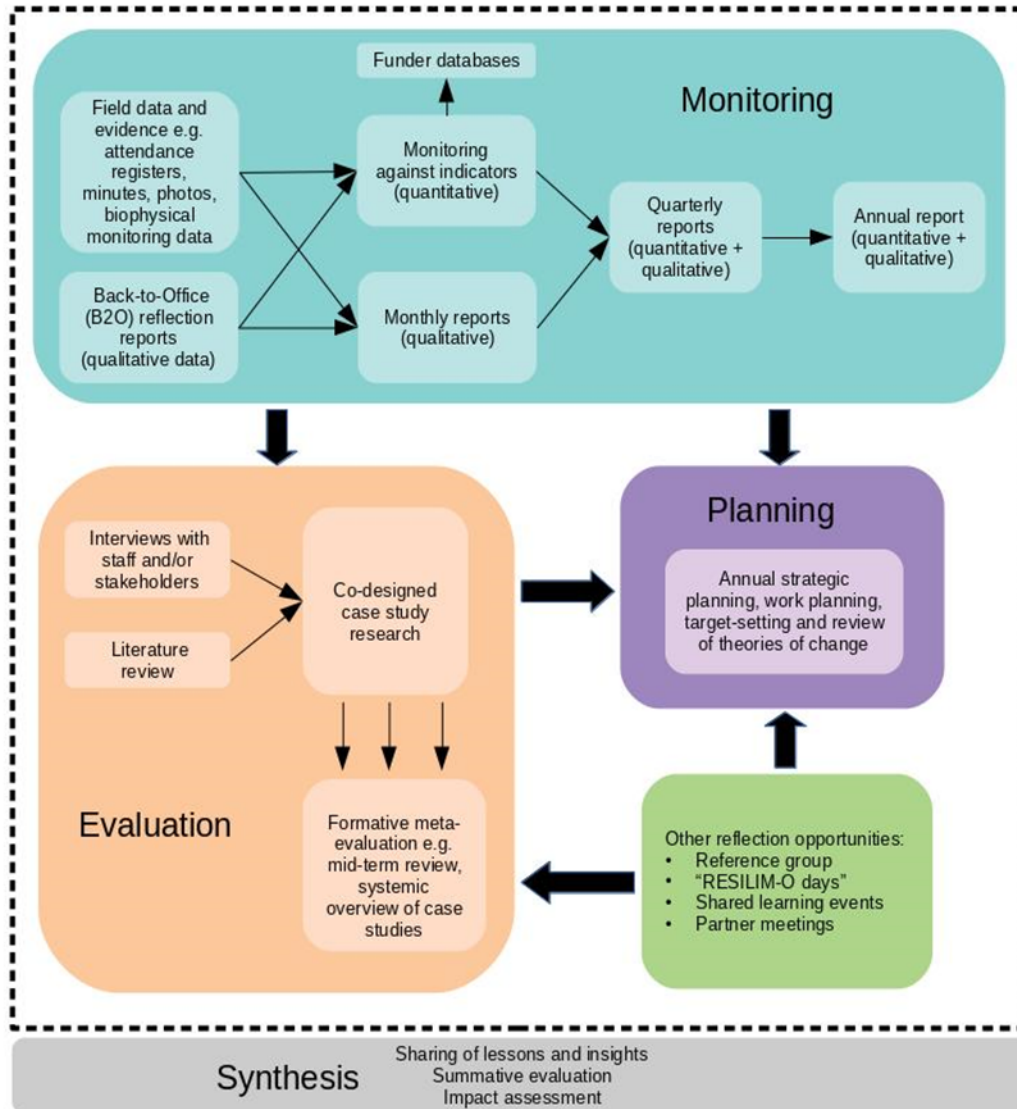 Funder databases
Monitoring
Field data and
evidence e.g.
attendance
registers,
minutes, photos,
biophysical
monitoring data
Monitoring
against indicators
(quantitative)
Quarterly
reports
(quantitative +
qualitative)
Annual report
(quantitative +
qualitative)
Back-to-Office
(B2O) reflection
reports
(qualitative data)
Monthly reports
(qualitative)
Interviews with
staff and/or
stakeholders
Literature
review
Co-designed
case study
research
Evaluation
Formative meta-
evaluation e.g.
mid-term review,
systemic
overview of case
studies
Planning
Annual strategic
planning, work planning,
target-setting and review
of theories of change
Other reflection opportunities:
• Reference group
• “RESILIM-O days”
• Shared learning events
• Partner meetings
Synthesis
Sharing of lessons and insights
Summative evaluation
Impact assessment